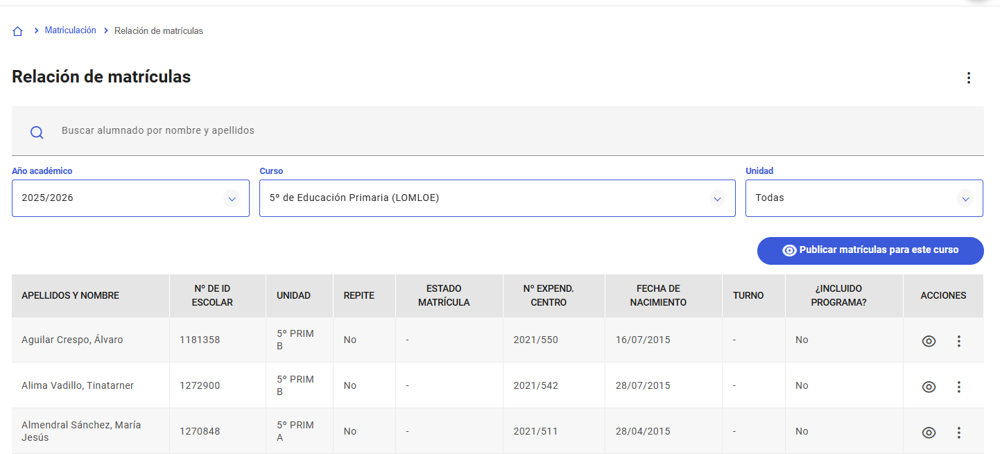 Matriculación Relación de matrículas
Relación de matrículas
Buscar alumnado por nombre y apellidos
Año académico Curso Unidad
2025/2026 5º de Educación Primaria (LOMLOE) Todas
Publicar matrículas para este curso
APELLIDOS Y NOMBRE Nº DE ID ESCOLAR UNIDAD REPITE ESTADO MATRÍCULA Nº EXPEND. CENTRO FECHA DE NACIMIENTO TURNO ¿INCLUIDO PROGRAMA? ACCIONES
Aguilar Crespo, Álvaro 1181358 5º PRIM B No - 2021/550 16/07/2015 - No
Alima Vadillo, Tinatarner 1272900 5º PRIM B No - 2021/542 28/07/2015 - No
Almendral Sánchez, María Jesús 1270848 5º PRIM A No - 2021/511 28/04/2015 - No